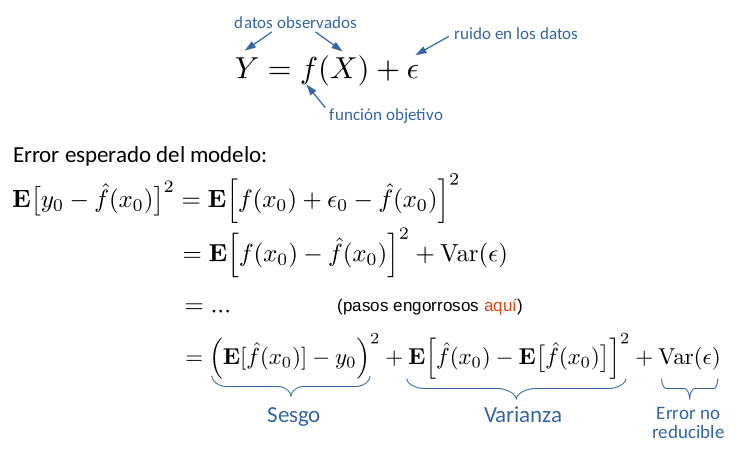 datos observados
ruido en los datos
Y = f(X) + ϵ
función objetivo
Error esperado del modelo:
E[y₀ − f̂(x₀)]² = E[f(x₀) + ϵ₀ − f̂(x₀)]²
= E[f(x₀) − f̂(x₀)]² + Var(ϵ)
= ... (pasos engorrosos aquí)
= (E[f̂(x₀)] − y₀)² + E[f̂(x₀) − E[f̂(x₀)]]² + Var(ϵ)
Sesgo Varianza Error no
reducible